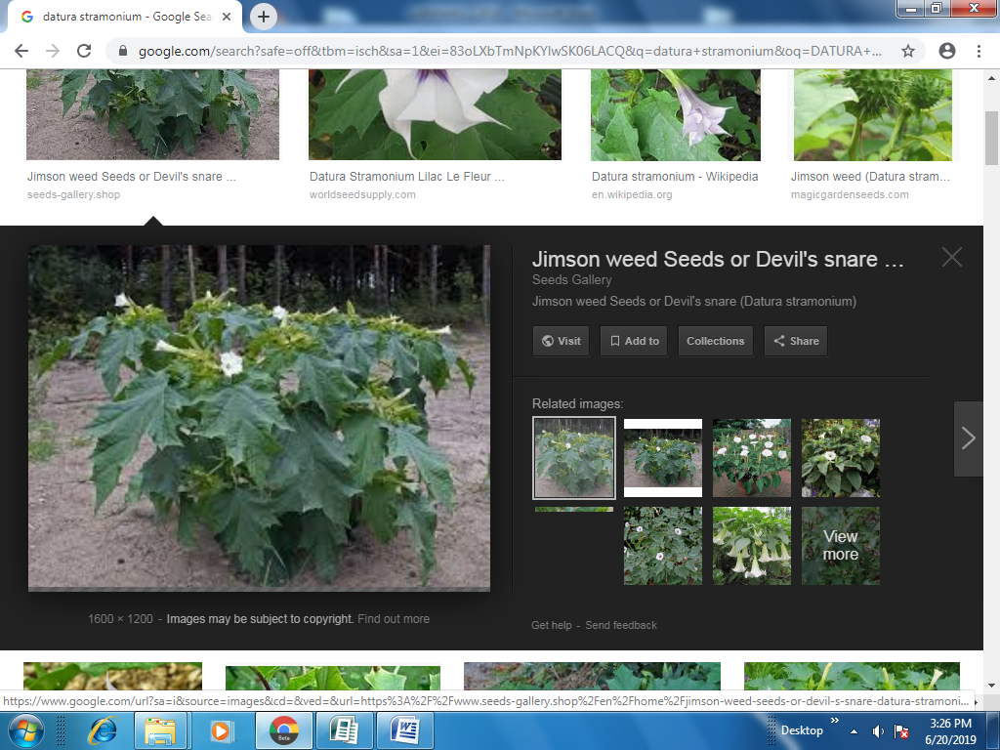 datura stramonium - Google Sea
google.com/search?safe=off&tbm=isch&sa=1&ei=83oLXbTmNpKYlwSK06LACQ&q=datura+stramonium&oq=DATURA+...
Jimson weed Seeds or Devil's snare ...
seeds-gallery.shop
Datura Stramonium Lilac Le Fleur ...
worldseedsupply.com
Datura stramonium - Wikipedia
en.wikipedia.org
Jimson weed (Datura stram...
magicgardenseeds.com
Jimson weed Seeds or Devil's snare ...
Seeds Gallery
Jimson weed Seeds or Devil's snare (Datura stramonium)
Visit
Add to
Collections
Share
Related images:
View
more
1600 × 1200 - Images may be subject to copyright. Find out more
Get help - Send feedback
https://www.google.com/url?sa=i&source=images&cd=&ved=&url=https%3A%2F%2Fwww.seeds-gallery.shop%2Fen%2Fhome%2Fjimson-weed-seeds-or-devil-s-snare-datura-stramoni...
Beta
Desktop
3:26 PM
6/20/2019